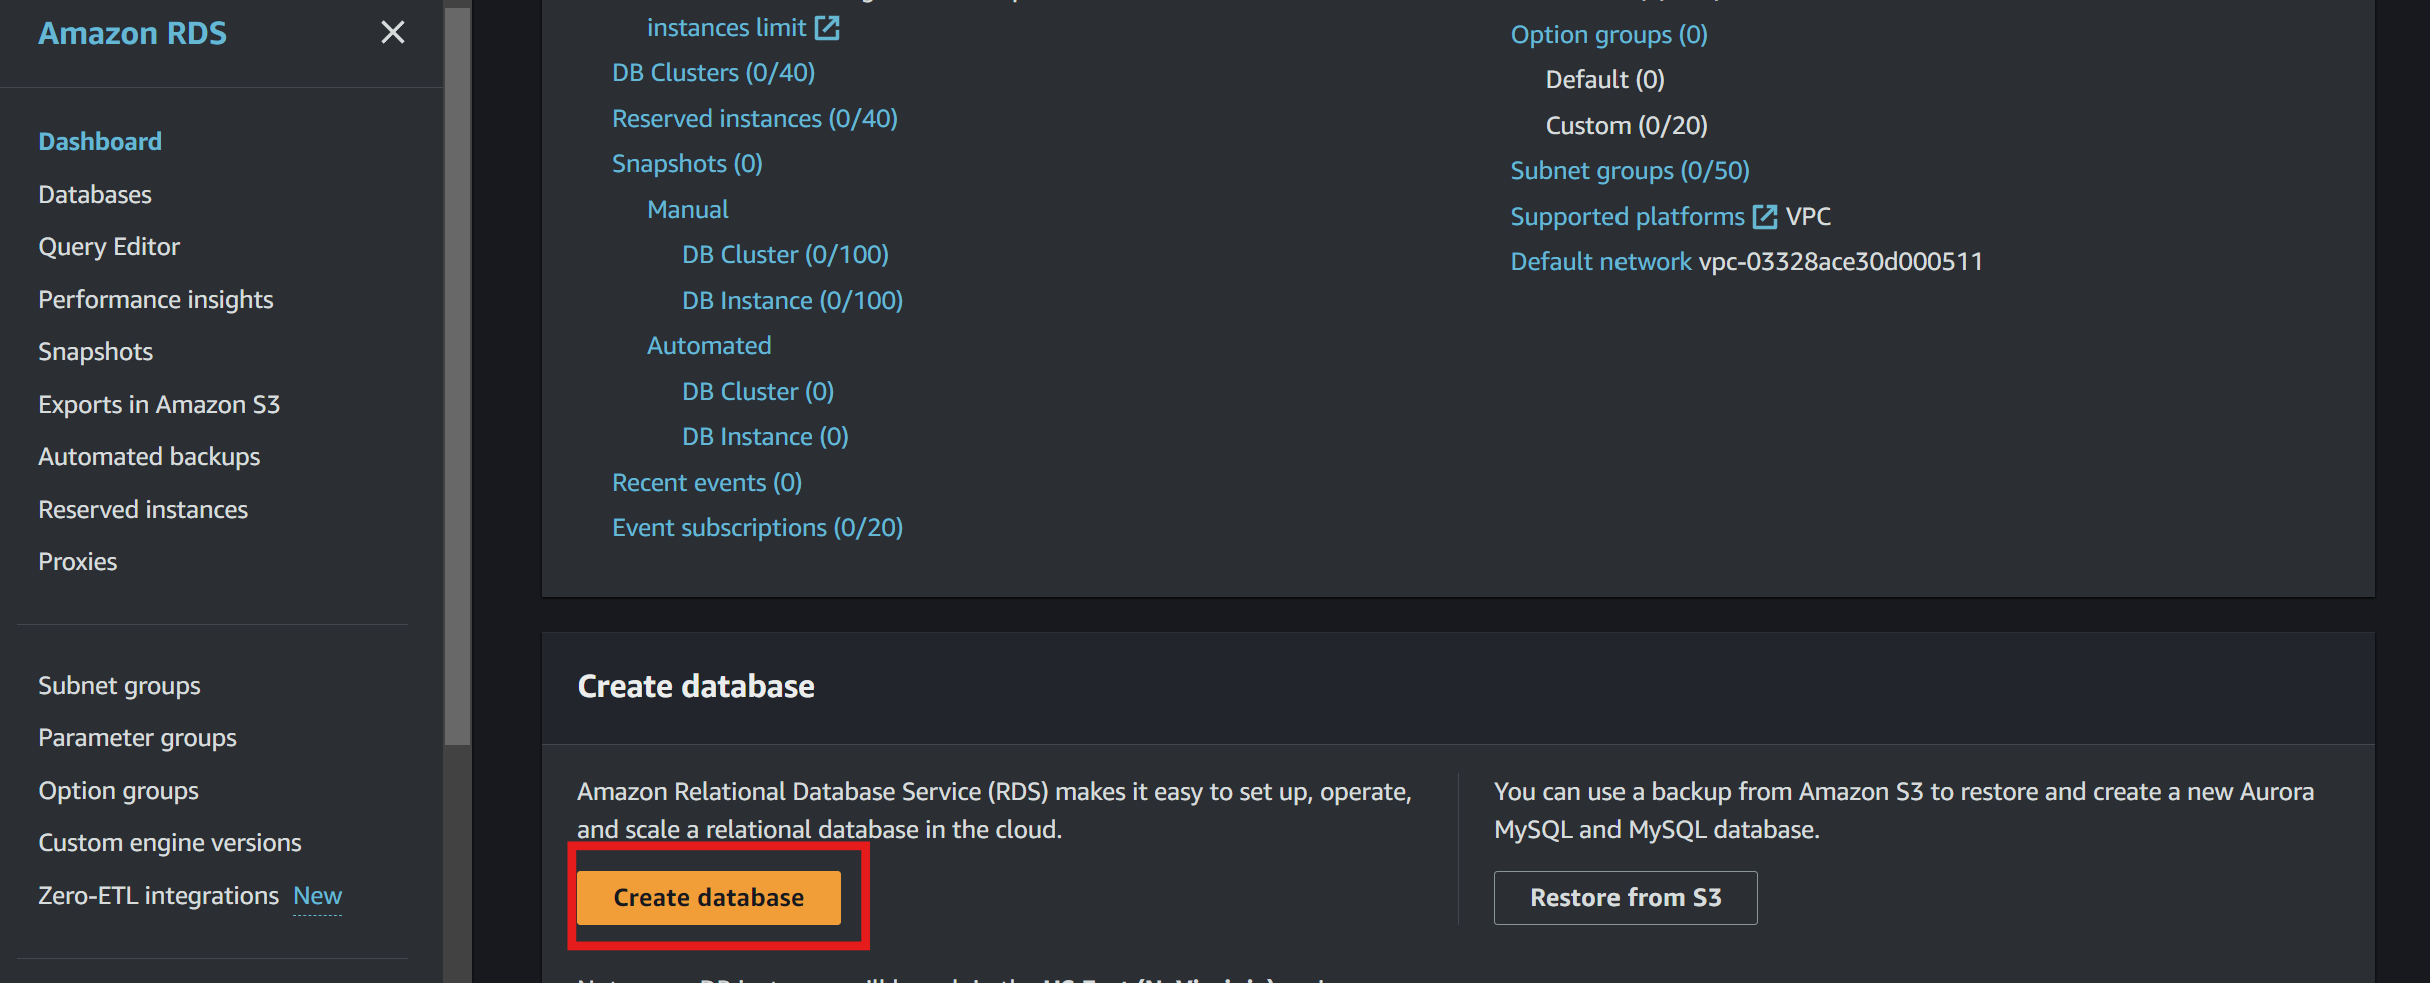 Amazon RDS
Dashboard
Databases
Query Editor
Performance insights
Snapshots
Exports in Amazon S3
Automated backups
Reserved instances
Proxies
Subnet groups
Parameter groups
Option groups
Custom engine versions
Zero-ETL integrations New
instances limit
DB Clusters (0/40)
Reserved instances (0/40)
Snapshots (0)
Manual
DB Cluster (0/100)
DB Instance (0/100)
Automated
DB Cluster (0)
DB Instance (0)
Recent events (0)
Event subscriptions (0/20)
Option groups (0)
Default (0)
Custom (0/20)
Subnet groups (0/50)
Supported platforms VPC
Default network vpc-03328ace30d000511
Create database
Amazon Relational Database Service (RDS) makes it easy to set up, operate,
and scale a relational database in the cloud.
Create database
You can use a backup from Amazon S3 to restore and create a new Aurora
MySQL and MySQL database.
Restore from S3